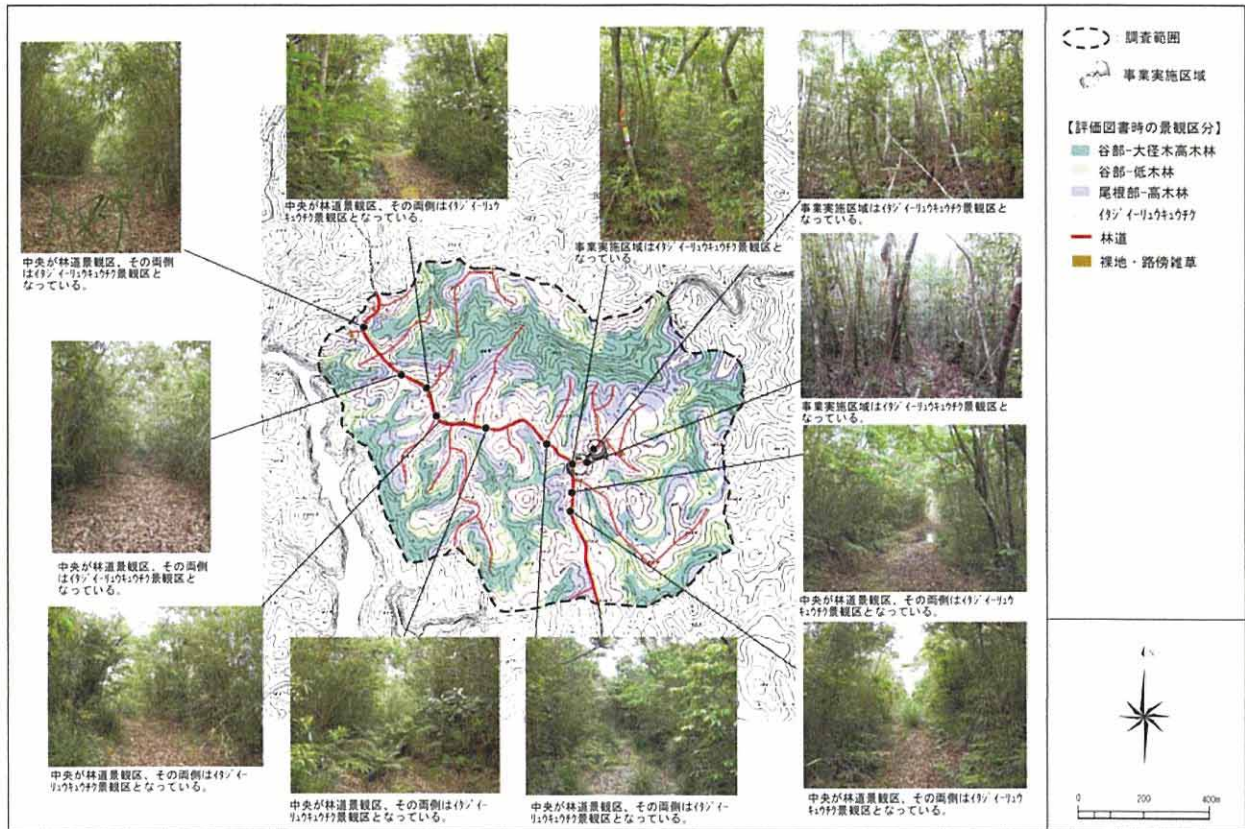 中央が林道景観区、その両側
はイタジイーリュウキュウチク景観区と
なっている。
中央が林道景観区、その両側はイタジイーリュウ
キュウチク景観区となっている。
事業実施区域はイタジイーリュウキュウチク景観区と
なっている。
事業実施区域はイタジイーリュウキュウチク景観区と
なっている。
事業実施区域はイタジイーリュウキュウチク景観区と
なっている。
中央が林道景観区、その両側
はイタジイーリュウキュウチク景観区と
なっている。
中央が林道景観区、その両側はイタジイーリュウ
キュウチク景観区となっている。
中央が林道景観区、その両側はイタジイー
リュウキュウチク景観区となっている。
中央が林道景観区、その両側はイタジイー
リュウキュウチク景観区となっている。
中央が林道景観区、その両側はイタジイー
リュウキュウチク景観区となっている。
中央が林道景観区、その両側はイタジイーリュウ
キュウチク景観区となっている。
調査範囲
事業実施区域
【評価図書時の景観区分】
谷部-大径木高木林
谷部-低木林
尾根部-高木林
イタジイーリュウキュウチク
林道
裸地・路傍雑草
0 200 400m